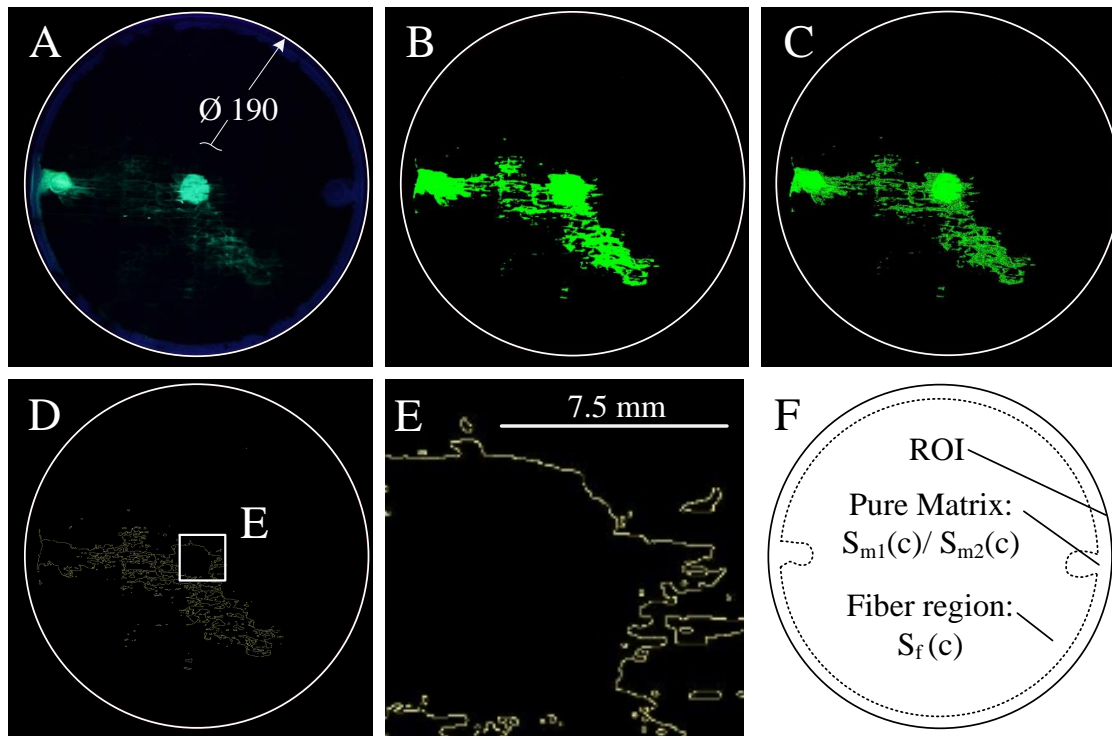 A
Ø 190
B
C
D
E
E
7.5 mm
F
ROI
Pure Matrix:
Sm1(c)/ Sm2(c)
Fiber region:
Sf (c)